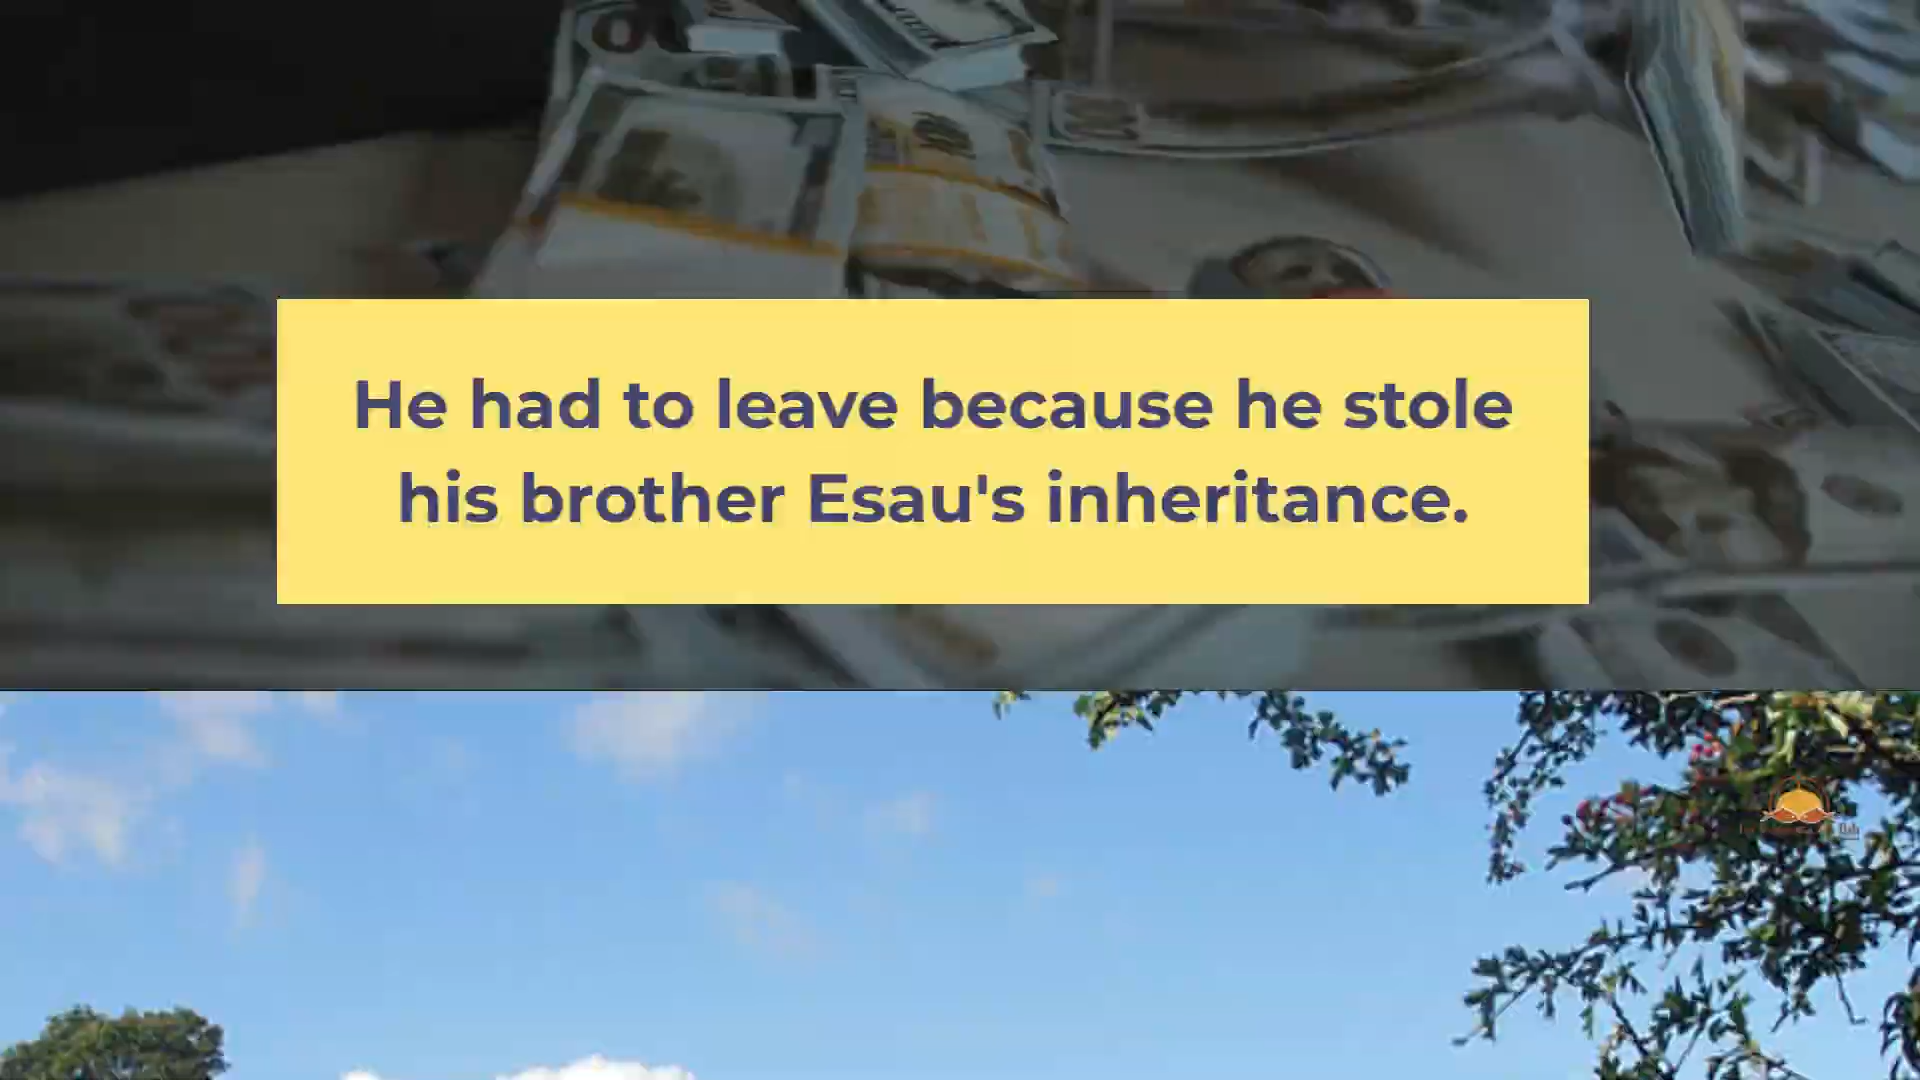 He had to leave because he stole
his brother Esau's inheritance.